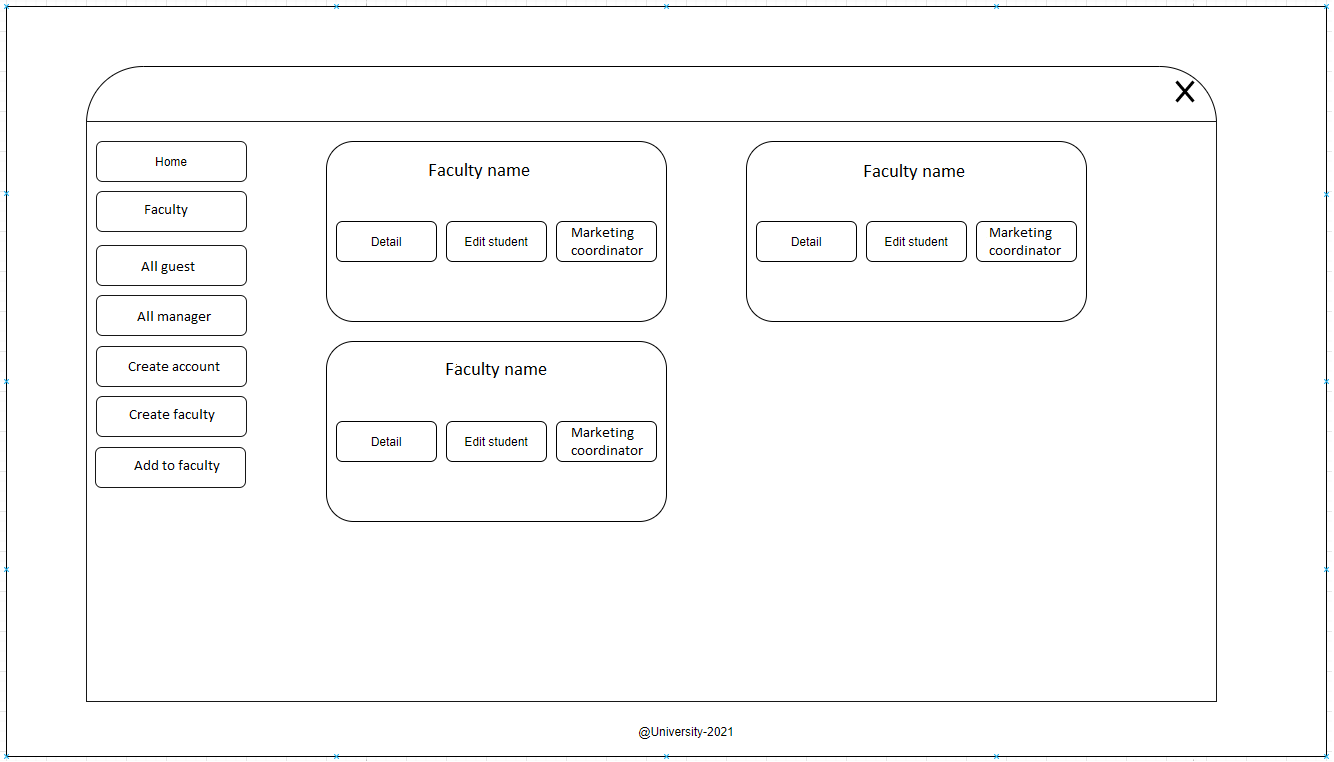 Home
Faculty
All guest
All manager
Create account
Create faculty
Add to faculty
Faculty name
Detail
Edit student
Marketing
coordinator
Faculty name
Detail
Edit student
Marketing
coordinator
Faculty name
Detail
Edit student
Marketing
coordinator
@University-2021